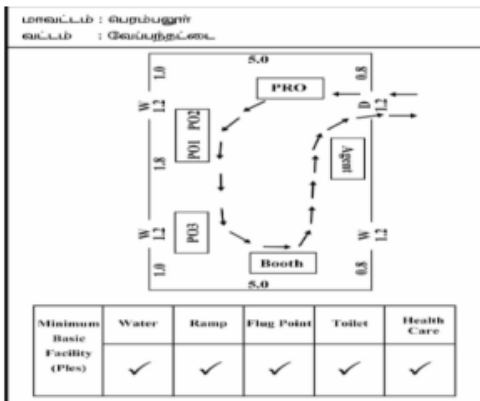 மாவட்டம் : பெரம்பலூர்
வட்டம் : வேப்பந்தட்டை
5.0
1.0
0.8
PRO
W
1.2
D
1.2
PO1 PO2
Agent
1.8
W
1.2
PO3
W
1.2
1.0
Booth
0.8
5.0
Minimum Basic Facility (Ples)
Water
Ramp
Flug Point
Toilet
Health Care